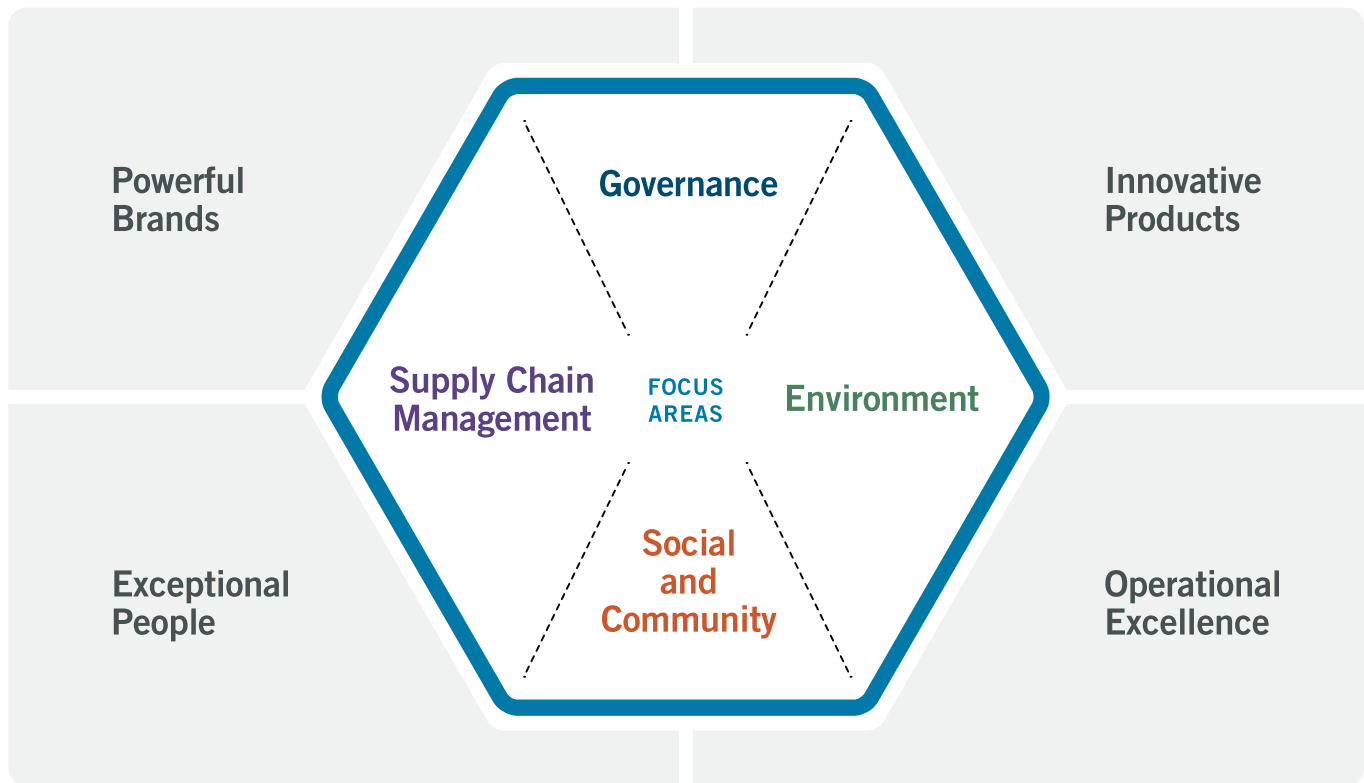 Powerful
Brands
Innovative
Products
Governance
Supply Chain
Management
FOCUS
AREAS
Environment
Social
and
Community
Exceptional
People
Operational
Excellence